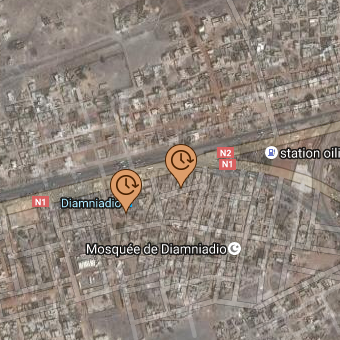 N2
N1
station oili
N1
Diamniadio
Mosquée de Diamniadio